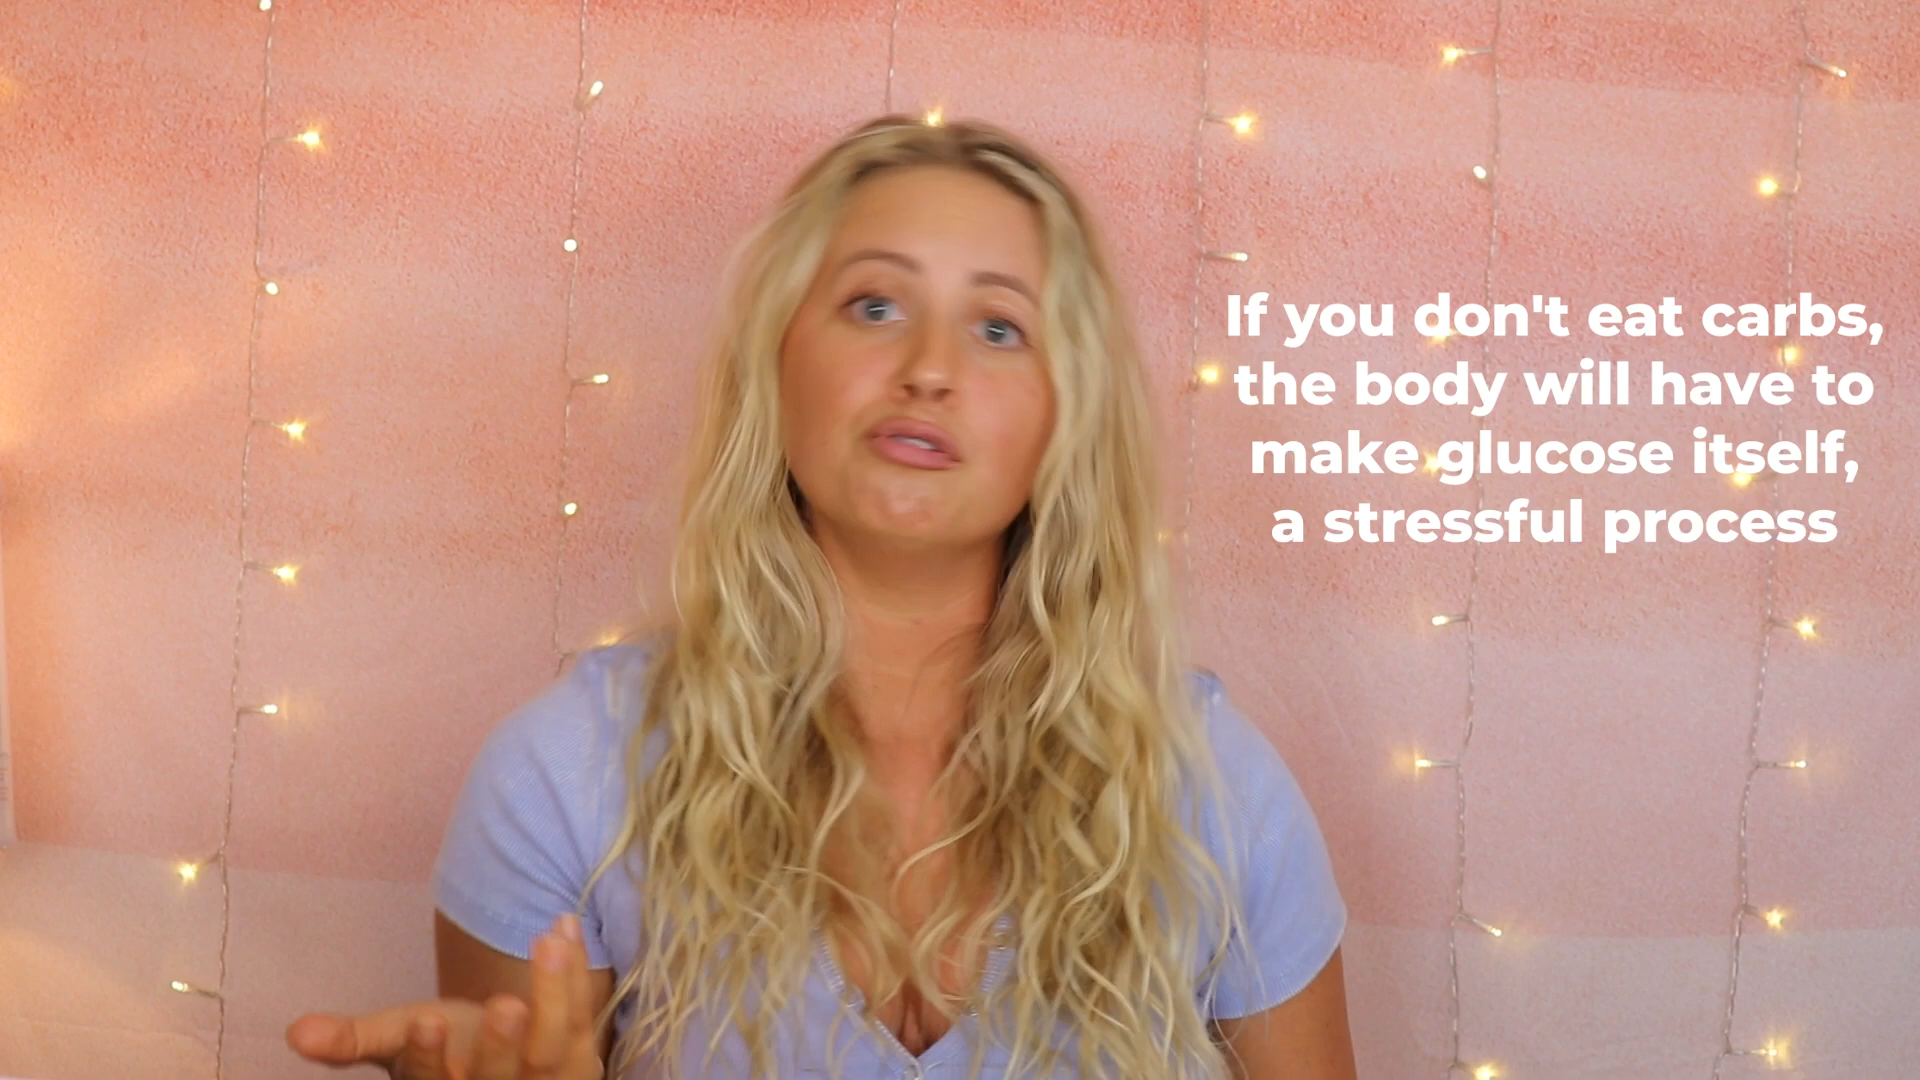 If you don't eat carbs,
the body will have to
make glucose itself,
a stressful process